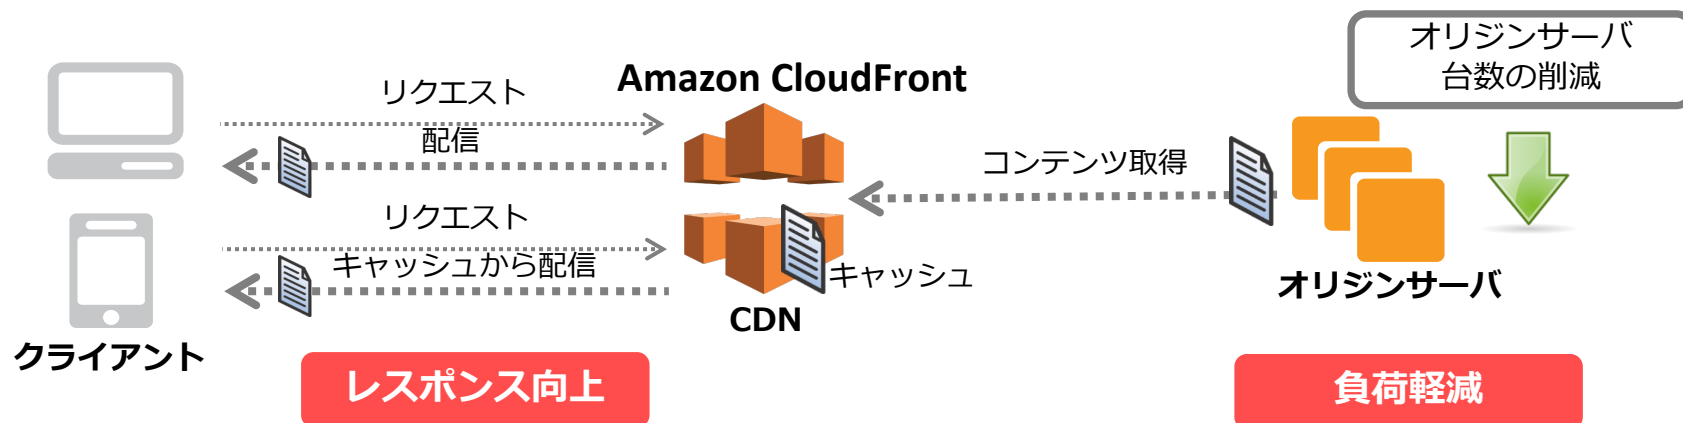 オリジンサーバ
台数の削減
リクエスト
Amazon CloudFront
配信
コンテンツ取得
リクエスト
キャッシュから配信
キャッシュ
オリジンサーバ
CDN
クライアント
レスポンス向上
負荷軽減